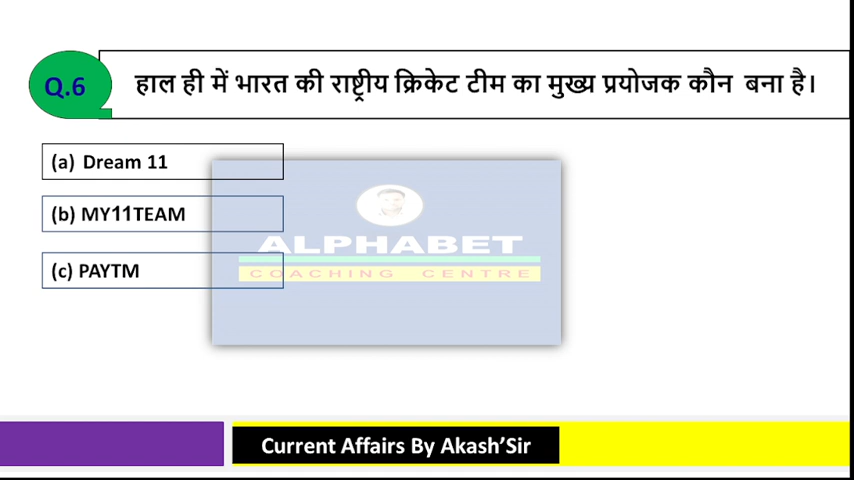 Q.6
हाल ही में भारत की राष्ट्रीय क्रिकेट टीम का मुख्य प्रयोजक कौन बना है।
(a) Dream 11
(b) MY11TEAM
(c) PAYTM
ALPHABET
COACHING CENTRE
Current Affairs By Akash'Sir